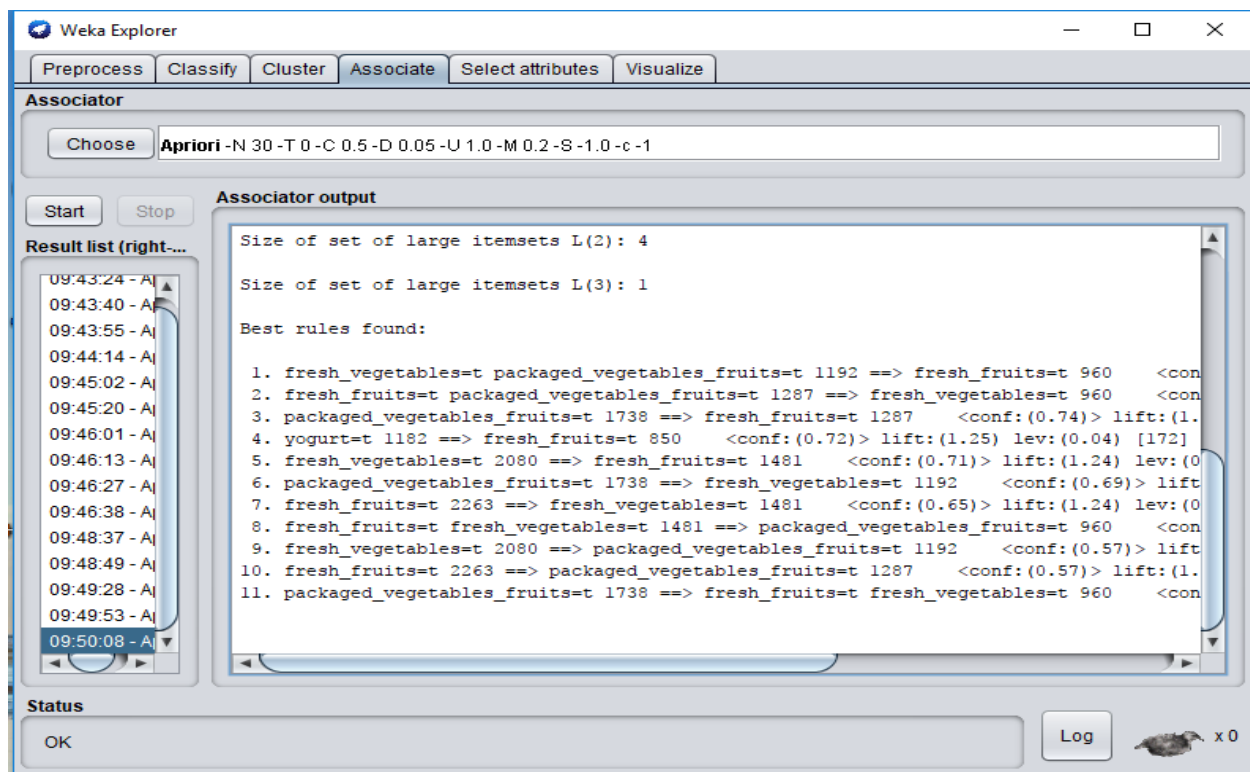 Weka Explorer
Preprocess Classify Cluster Associate Select attributes Visualize
Associator
Choose Apriori -N 30 -T 0 -C 0.5 -D 0.05 -U 1.0 -M 0.2 -S -1.0 -c -1
Start Stop
Result list (right-...
09:43:24 - A
09:43:40 - A
09:43:55 - A
09:44:14 - A
09:45:02 - A
09:45:20 - A
09:46:01 - A
09:46:13 - A
09:46:27 - A
09:46:38 - A
09:48:37 - A
09:48:49 - A
09:49:28 - A
09:49:53 - A
09:50:08 - A
Associator output
Size of set of large itemsets L(2): 4
Size of set of large itemsets L(3): 1
Best rules found:
1. fresh_vegetables=t packaged_vegetables_fruits=t 1192 ==> fresh_fruits=t 960 <con
2. fresh_fruits=t packaged_vegetables_fruits=t 1287 ==> fresh_vegetables=t 960 <con
3. packaged_vegetables_fruits=t 1738 ==> fresh_fruits=t 1287 <conf:(0.74)> lift:(1.
4. yogurt=t 1182 ==> fresh_fruits=t 850 <conf:(0.72)> lift:(1.25) lev:(0.04) [172]
5. fresh_vegetables=t 2080 ==> fresh_fruits=t 1481 <conf:(0.71)> lift:(1.24) lev:(0
6. packaged_vegetables_fruits=t 1738 ==> fresh_vegetables=t 1192 <conf:(0.69)> lift
7. fresh_fruits=t 2263 ==> fresh_vegetables=t 1481 <conf:(0.65)> lift:(1.24) lev:(0
8. fresh_fruits=t fresh_vegetables=t 1481 ==> packaged_vegetables_fruits=t 960 <con
9. fresh_vegetables=t 2080 ==> packaged_vegetables_fruits=t 1192 <conf:(0.57)> lift
10. fresh_fruits=t 2263 ==> packaged_vegetables_fruits=t 1287 <conf:(0.57)> lift:(1.
11. packaged_vegetables_fruits=t 1738 ==> fresh_fruits=t fresh_vegetables=t 960 <con
Status
OK
Log x 0